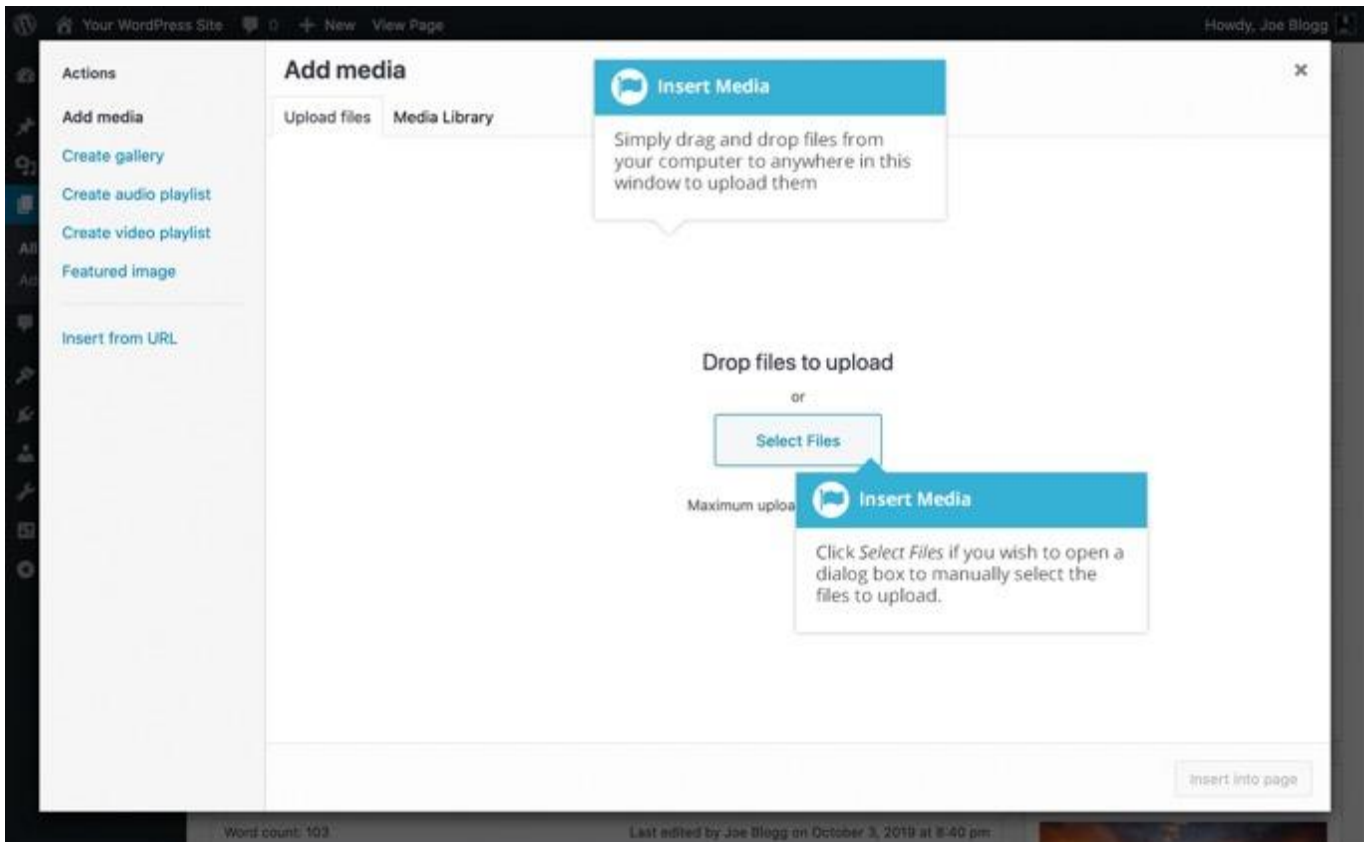 Your WordPress Site 0 + New View Page Howdy, Joe Blogg
Actions
Add media
Create gallery
Create audio playlist
Create video playlist
Featured image
Insert from URL
Add media
Upload files Media Library
Insert Media
Simply drag and drop files from
your computer to anywhere in this
window to upload them
Drop files to upload
or
Select Files
Maximum uploa
Insert Media
Click Select Files if you wish to open a
dialog box to manually select the
files to upload.
Insert into page
All
Ad
Word count: 103 Last edited by Joe Blogg on October 3, 2019 at 8:40 pm